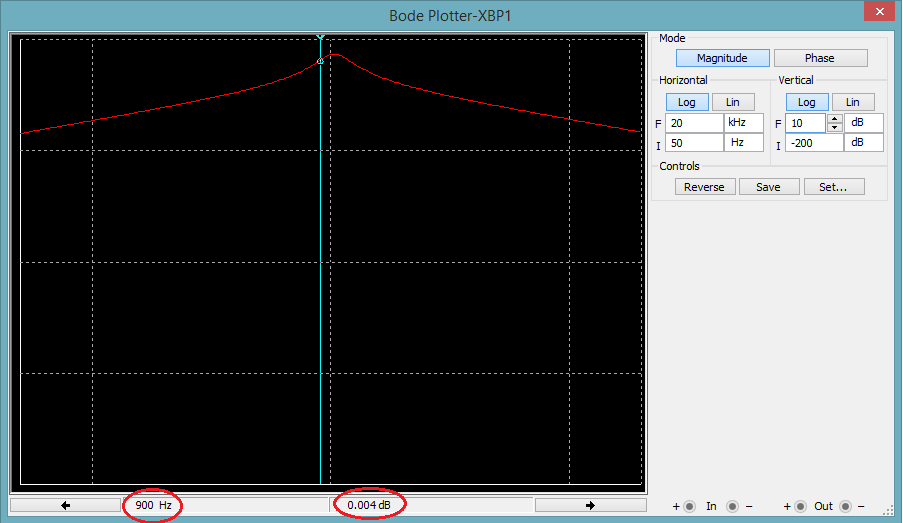 Bode Plotter-XBP1
×
Mode
Magnitude Phase
Horizontal Vertical
Log Lin Log Lin
F 20 kHz F 10 dB
I 50 Hz I -200 dB
Controls
Reverse Save Set...
900 Hz 0.004 dB + In − + Out −